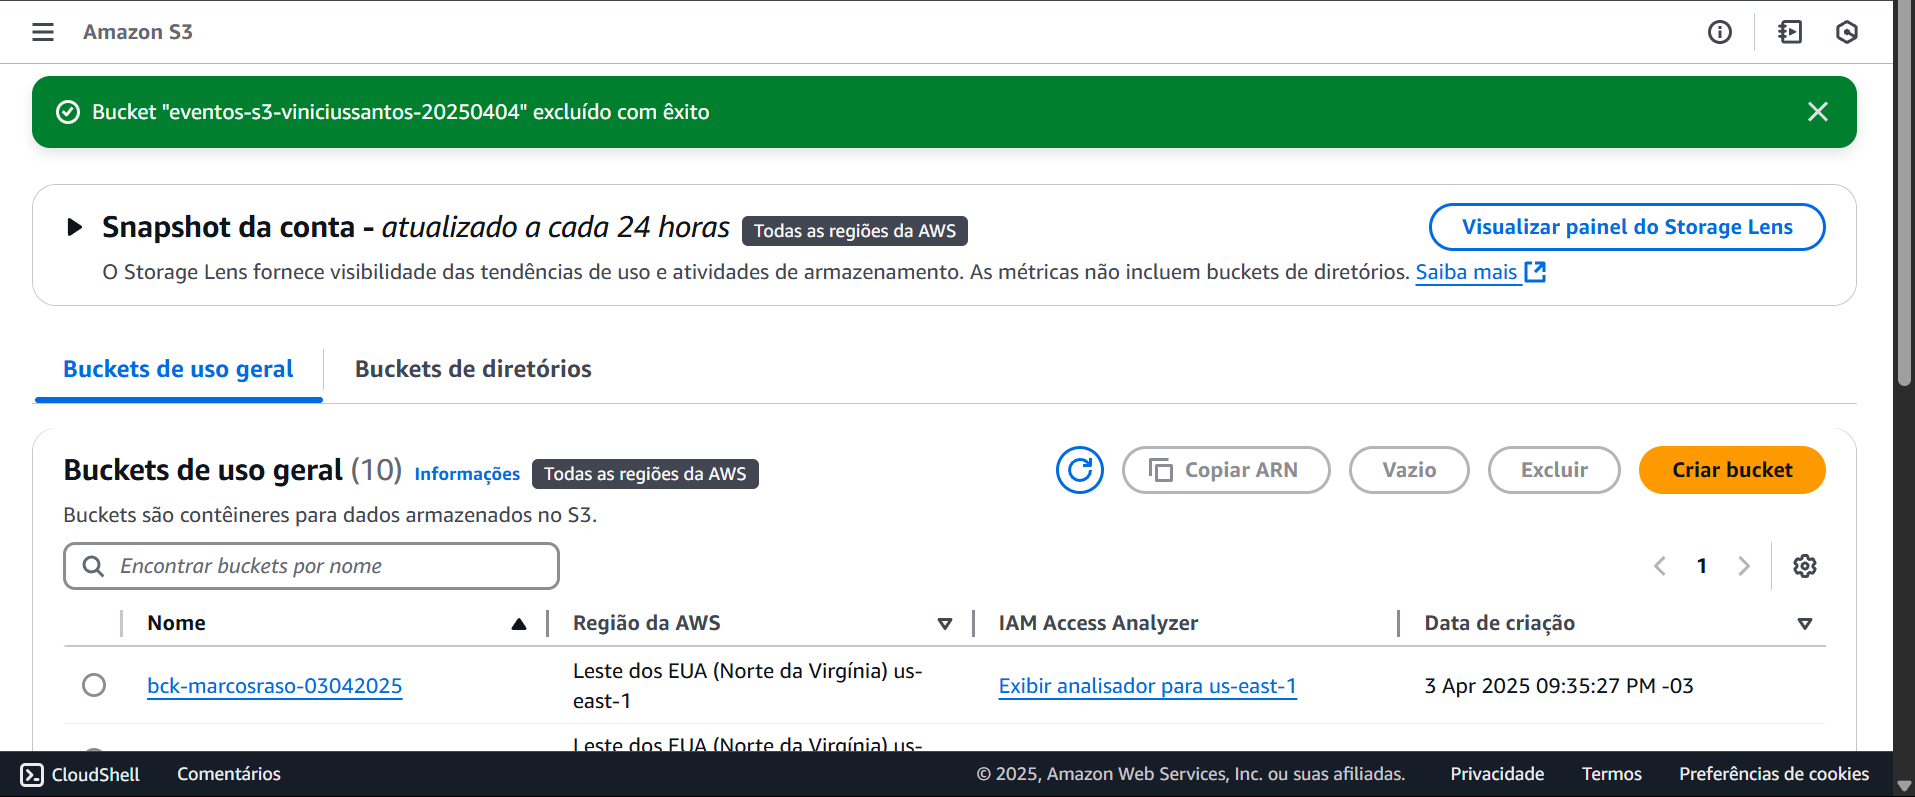 Amazon S3
Bucket "eventos-s3-viniciussantos-20250404" excluído com êxito
Snapshot da conta - atualizado a cada 24 horas Todas as regiões da AWS
Visualizar painel do Storage Lens
O Storage Lens fornece visibilidade das tendências de uso e atividades de armazenamento. As métricas não incluem buckets de diretórios. Saiba mais
Buckets de uso geral Buckets de diretórios
Buckets de uso geral (10) Informações Todas as regiões da AWS
Copiar ARN Vazio Excluir Criar bucket
Buckets são contêineres para dados armazenados no S3.
Encontrar buckets por nome
1
Nome Região da AWS IAM Access Analyzer Data de criação
bck-marcosraso-03042025 Leste dos EUA (Norte da Virgínia) us-
east-1 Exibir analisador para us-east-1 3 Apr 2025 09:35:27 PM -03
Leste dos EUA (Norte da Virgínia) us-
CloudShell Comentários © 2025, Amazon Web Services, Inc. ou suas afiliadas. Privacidade Termos Preferências de cookies